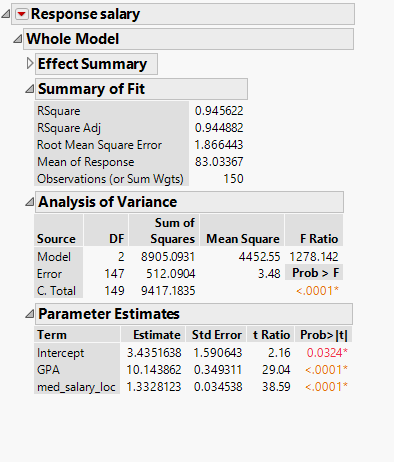 Response salary
Whole Model
Effect Summary
Summary of Fit
RSquare 0.945622
RSquare Adj 0.944882
Root Mean Square Error 1.866443
Mean of Response 83.03367
Observations (or Sum Wgts) 150
Analysis of Variance
Sum of
Source DF Squares Mean Square F Ratio
Model 2 8905.0931 4452.55 1278.142
Error 147 512.0904 3.48 Prob > F
C. Total 149 9417.1835 <.0001*
Parameter Estimates
Term Estimate Std Error t Ratio Prob>|t|
Intercept 3.4351638 1.590643 2.16 0.0324*
GPA 10.143862 0.349311 29.04 <.0001*
med_salary_loc 1.3328123 0.034538 38.59 <.0001*